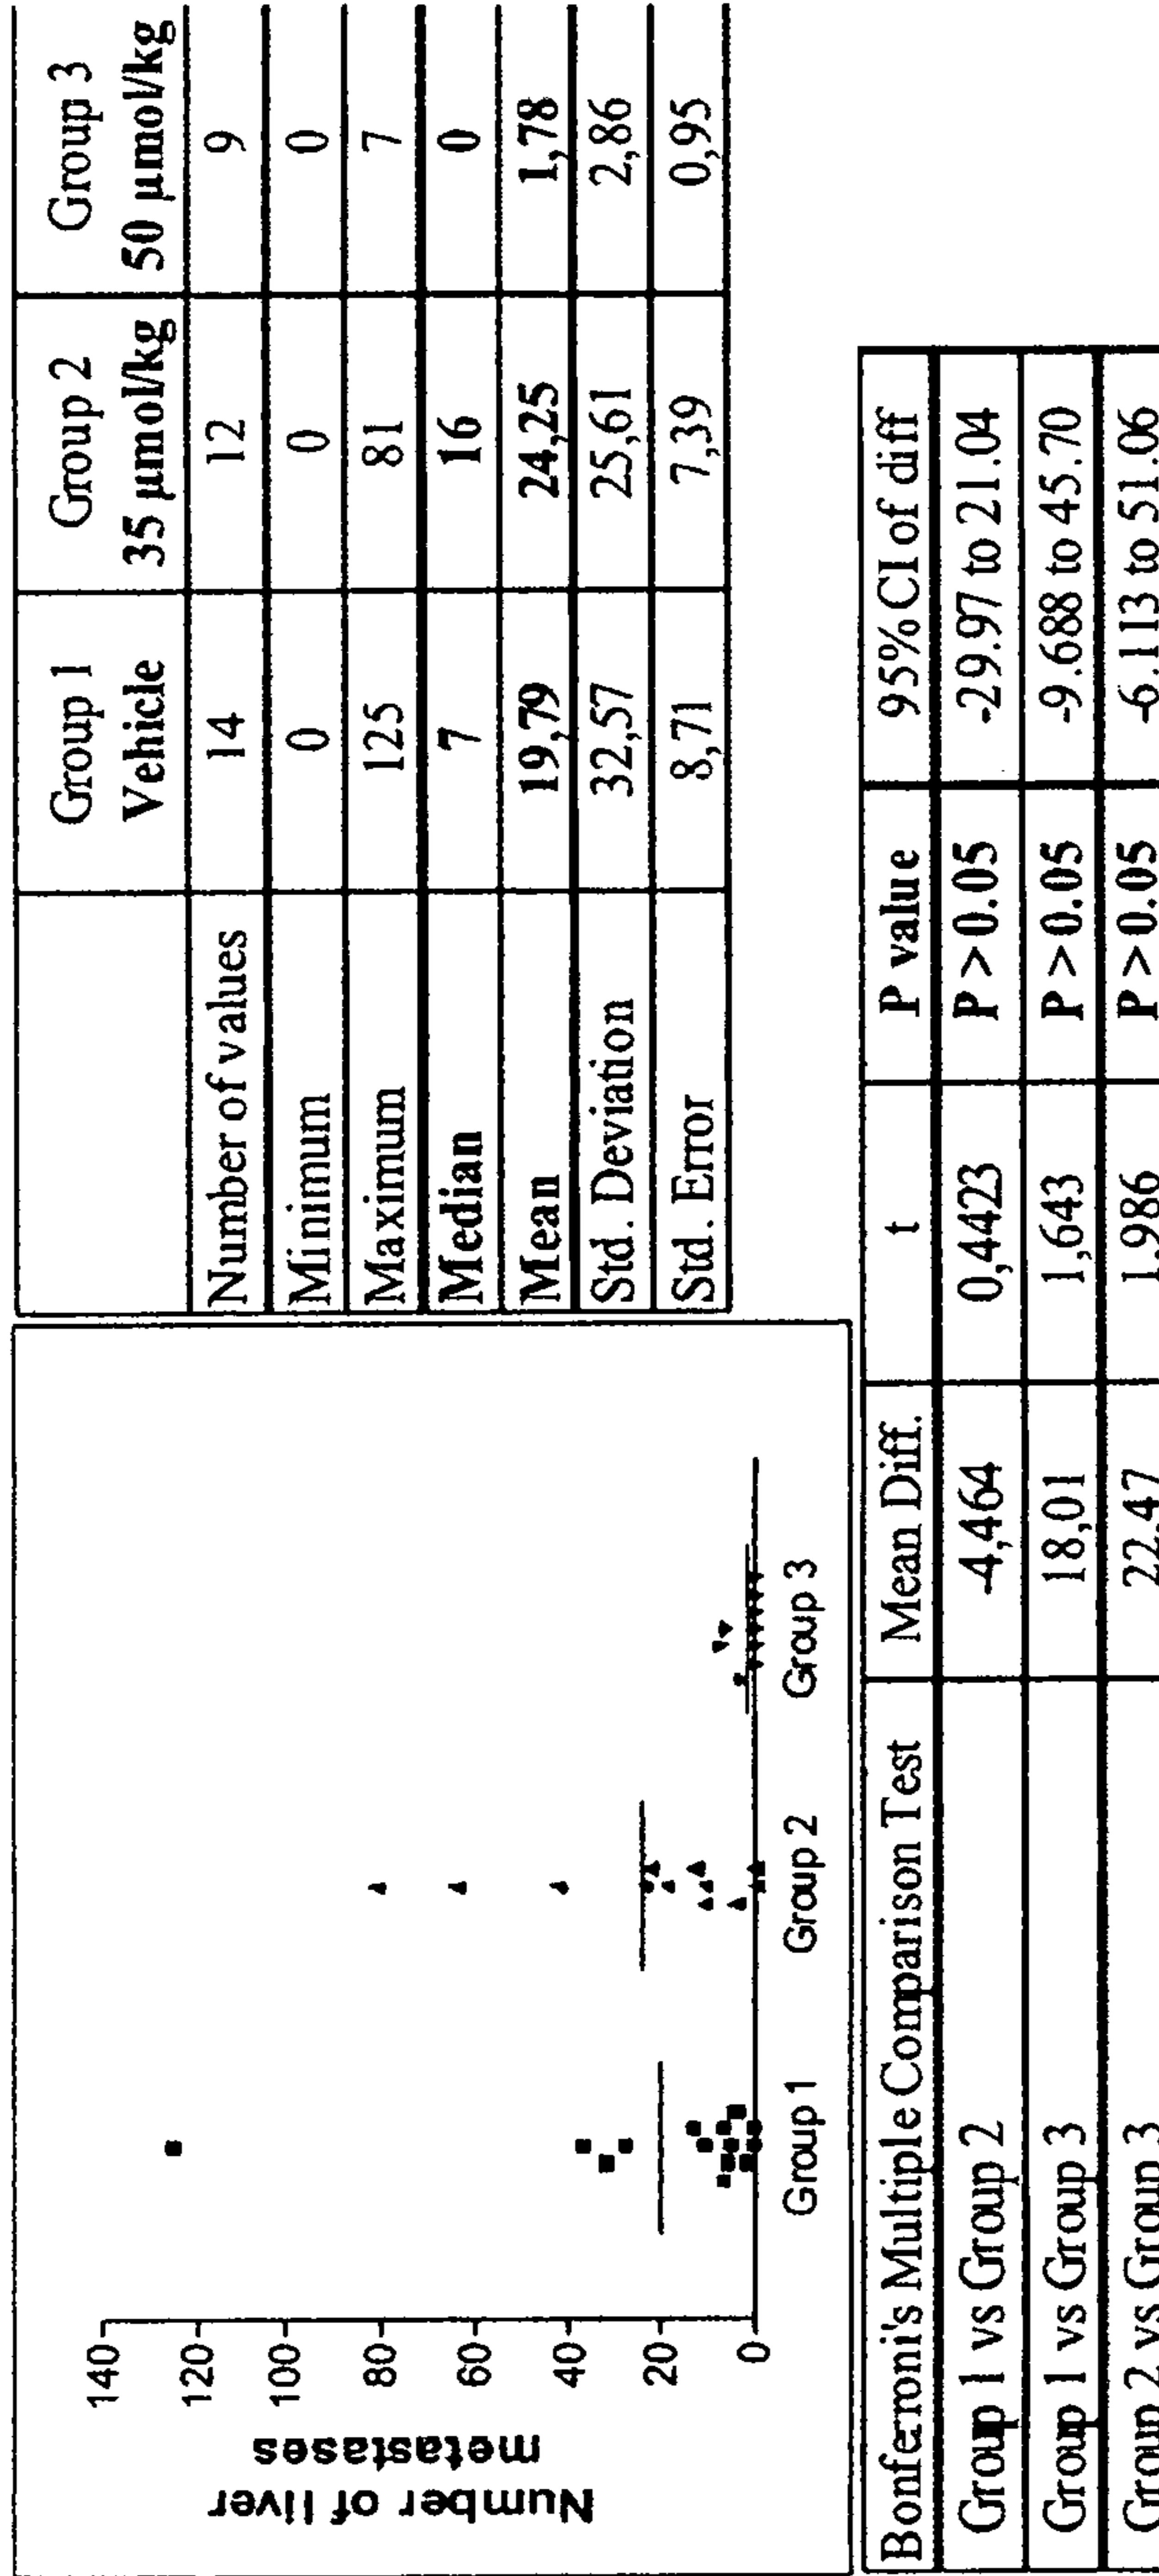 Number of liver
metastases
140
120
100
80
60
40
20
0
Group 1
Group 2
Group 3
Group 1 Group 2 Group 3
Vehicle 35 µmol/kg 50 µmol/kg
Number of values 14 12 9
Minimum 0 0 0
Maximum 125 81 7
Median 7 16 0
Mean 19,79 24,25 1,78
Std. Deviation 32,57 25,61 2,86
Std. Error 8,71 7,39 0,95
Bonferroni's Multiple Comparison Test Mean Diff. t P value 95% CI of diff
Group 1 vs Group 2 -4,464 0,4423 P > 0.05 -29.97 to 21.04
Group 1 vs Group 3 18,01 1,643 P > 0.05 -9.688 to 45.70
Group 2 vs Group 3 22,47 1,986 P > 0.05 -6.113 to 51.06